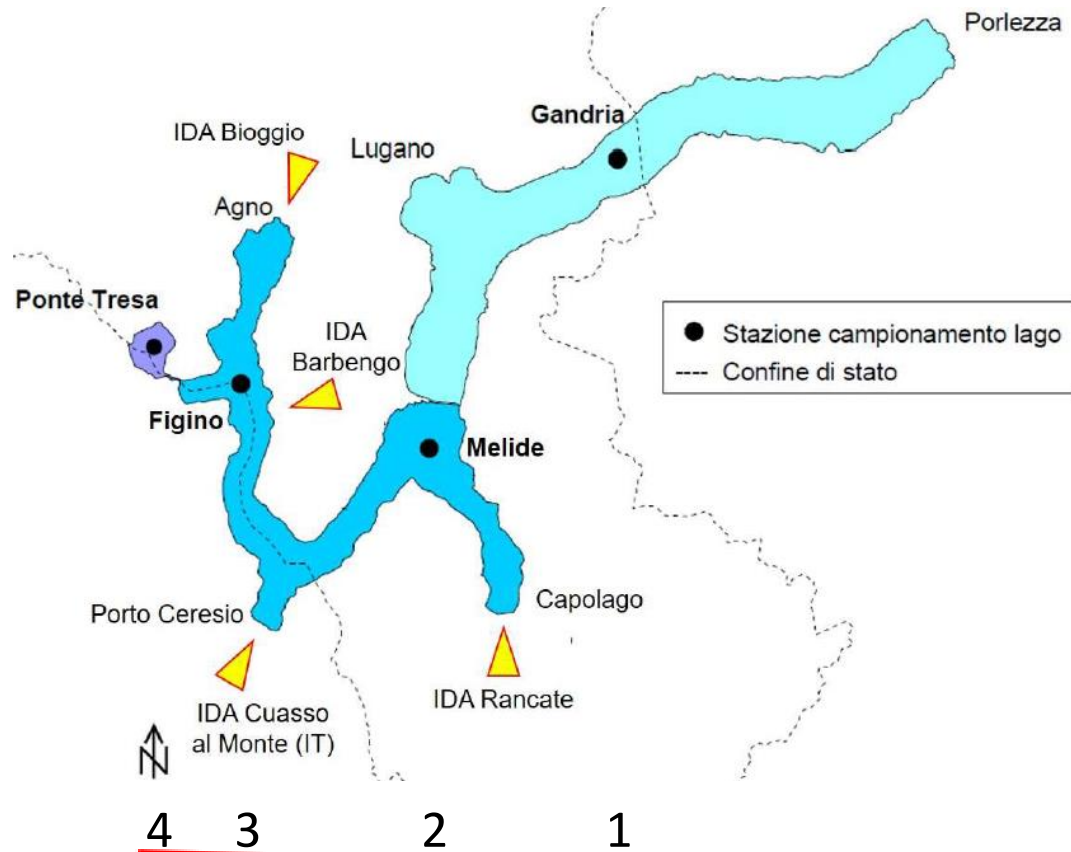 Porlezza
Gandria
IDA Bioggio
Lugano
Agno
Ponte Tresa
IDA
Barbengo
Stazione campionamento lago
Confine di stato
Figino
Melide
Porto Ceresio
Capolago
IDA Rancate
IDA Cuasso
al Monte (IT)
N
4 3 2 1